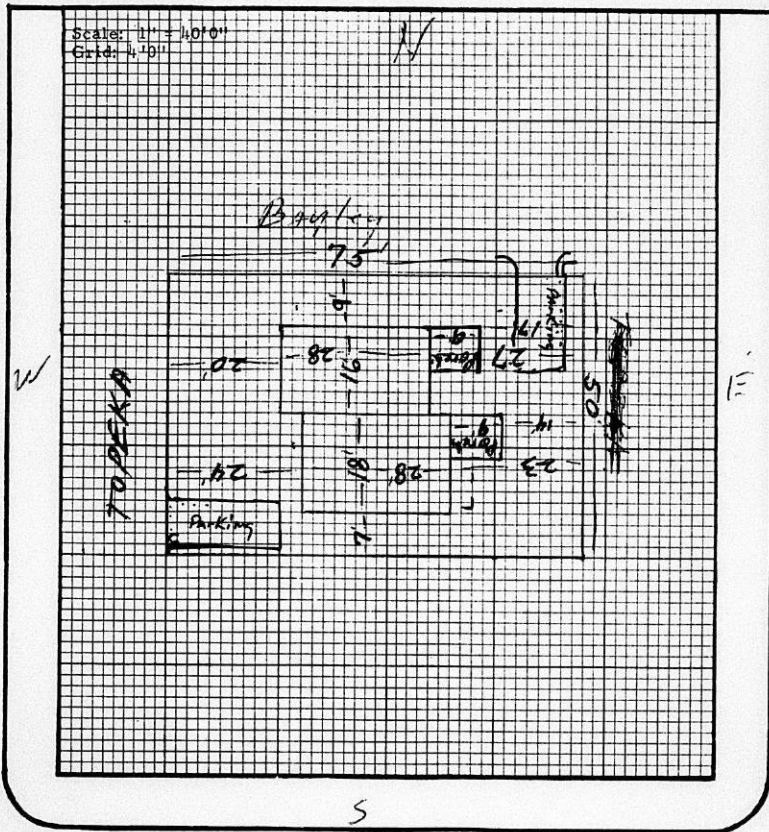 Scale: 1" = 40'0"
Grid: 4'0"
N
Bayley
75'
9'
Parking
17'
9
Porch
27
20'
28
16
50
W
E
TOPEKA
14'
9'
Porch
24'
18'
28'
23
Parking
7'
S